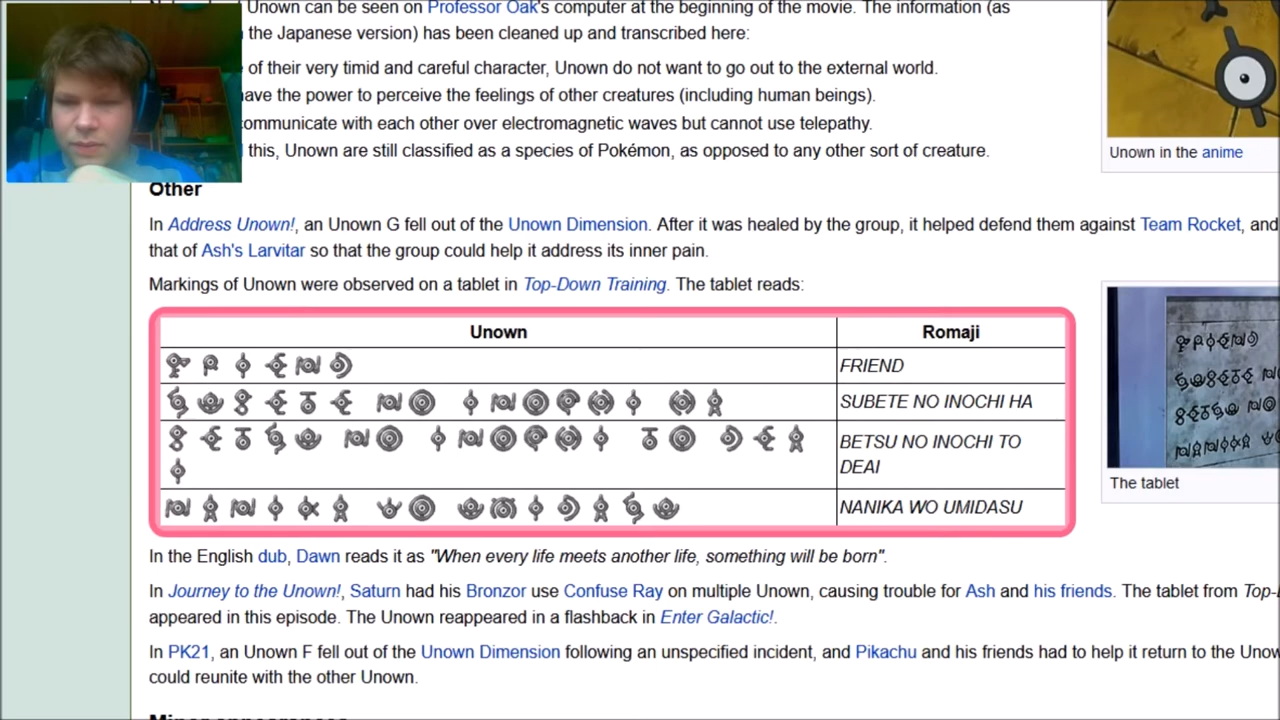 Unown can be seen on Professor Oak's computer at the beginning of the movie. The information (as
the Japanese version) has been cleaned up and transcribed here:
of their very timid and careful character, Unown do not want to go out to the external world.
have the power to perceive the feelings of other creatures (including human beings).
communicate with each other over electromagnetic waves but cannot use telepathy.
this, Unown are still classified as a species of Pokémon, as opposed to any other sort of creature.
Unown in the anime
Other
In Address Unown!, an Unown G fell out of the Unown Dimension. After it was healed by the group, it helped defend them against Team Rocket, and
that of Ash's Larvitar so that the group could help it address its inner pain.
Markings of Unown were observed on a tablet in Top-Down Training. The tablet reads:
Unown Romaji
FRIEND
SUBETE NO INOCHI HA
BETSU NO INOCHI TO
DEAI
NANIKA WO UMIDASU
The tablet
In the English dub, Dawn reads it as "When every life meets another life, something will be born".
In Journey to the Unown!, Saturn had his Bronzor use Confuse Ray on multiple Unown, causing trouble for Ash and his friends. The tablet from Top-
appeared in this episode. The Unown reappeared in a flashback in Enter Galactic!.
In PK21, an Unown F fell out of the Unown Dimension following an unspecified incident, and Pikachu and his friends had to help it return to the
could reunite with the other Unown.
Minor appearances